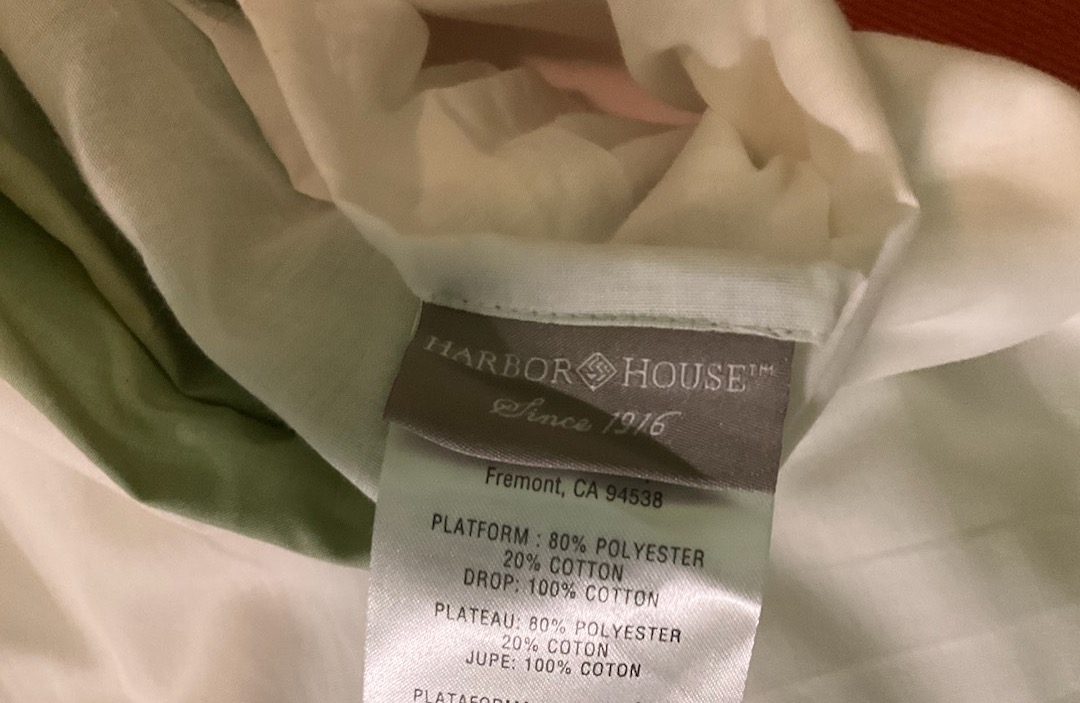 HARBOR HOUSE™
Since 1916
Fremont, CA 94538
PLATFORM : 80% POLYESTER
20% COTTON
DROP: 100% COTTON
PLATEAU: 80% POLYESTER
20% COTON
JUPE: 100% COTON